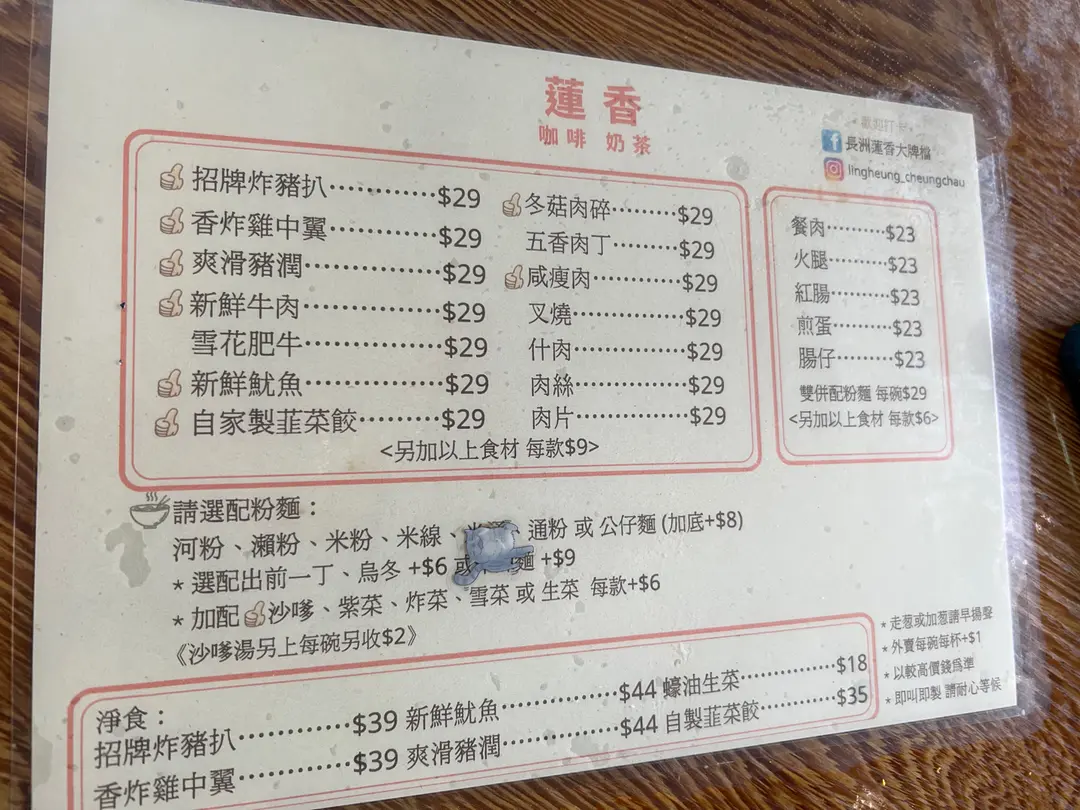 蓮香
咖啡 奶茶
長洲蓮香大牌檔
lingheung_cheungchau
招牌炸豬扒………$29
香炸雞中翼………$29
爽滑豬潤………$29
新鮮牛肉………$29
雪花肥牛………$29
新鮮魷魚………$29
自家製韮菜餃………$29
冬菇肉碎………$29
五香肉丁………$29
咸瘦肉………$29
叉燒………$29
什肉………$29
肉絲………$29
肉片………$29
<另加以上食材 每款$9>
餐肉………$23
火腿………$23
紅腸………$23
煎蛋………$23
腸仔………$23
雙併配粉麵 每碗$29
<另加以上食材 每款$6>
請選配粉麵：
河粉、瀨粉、米粉、米線、通粉 或 公仔麵 (加底+$8)
* 選配出前一丁、烏冬 +$6 或 麵 +$9
* 加配 沙嗲、紫菜、炸菜、雪菜 或 生菜 每款+$6
《沙嗲湯另上每碗另收$2》
* 走葱或加葱請早揚聲
* 外賣每碗每杯+$1
* 以較高價錢為準
* 即叫即製 請耐心等候
淨食：
招牌炸豬扒………$39 新鮮魷魚………$44 蠔油生菜………$18
香炸雞中翼………$39 爽滑豬潤………$44 自製韮菜餃………$35